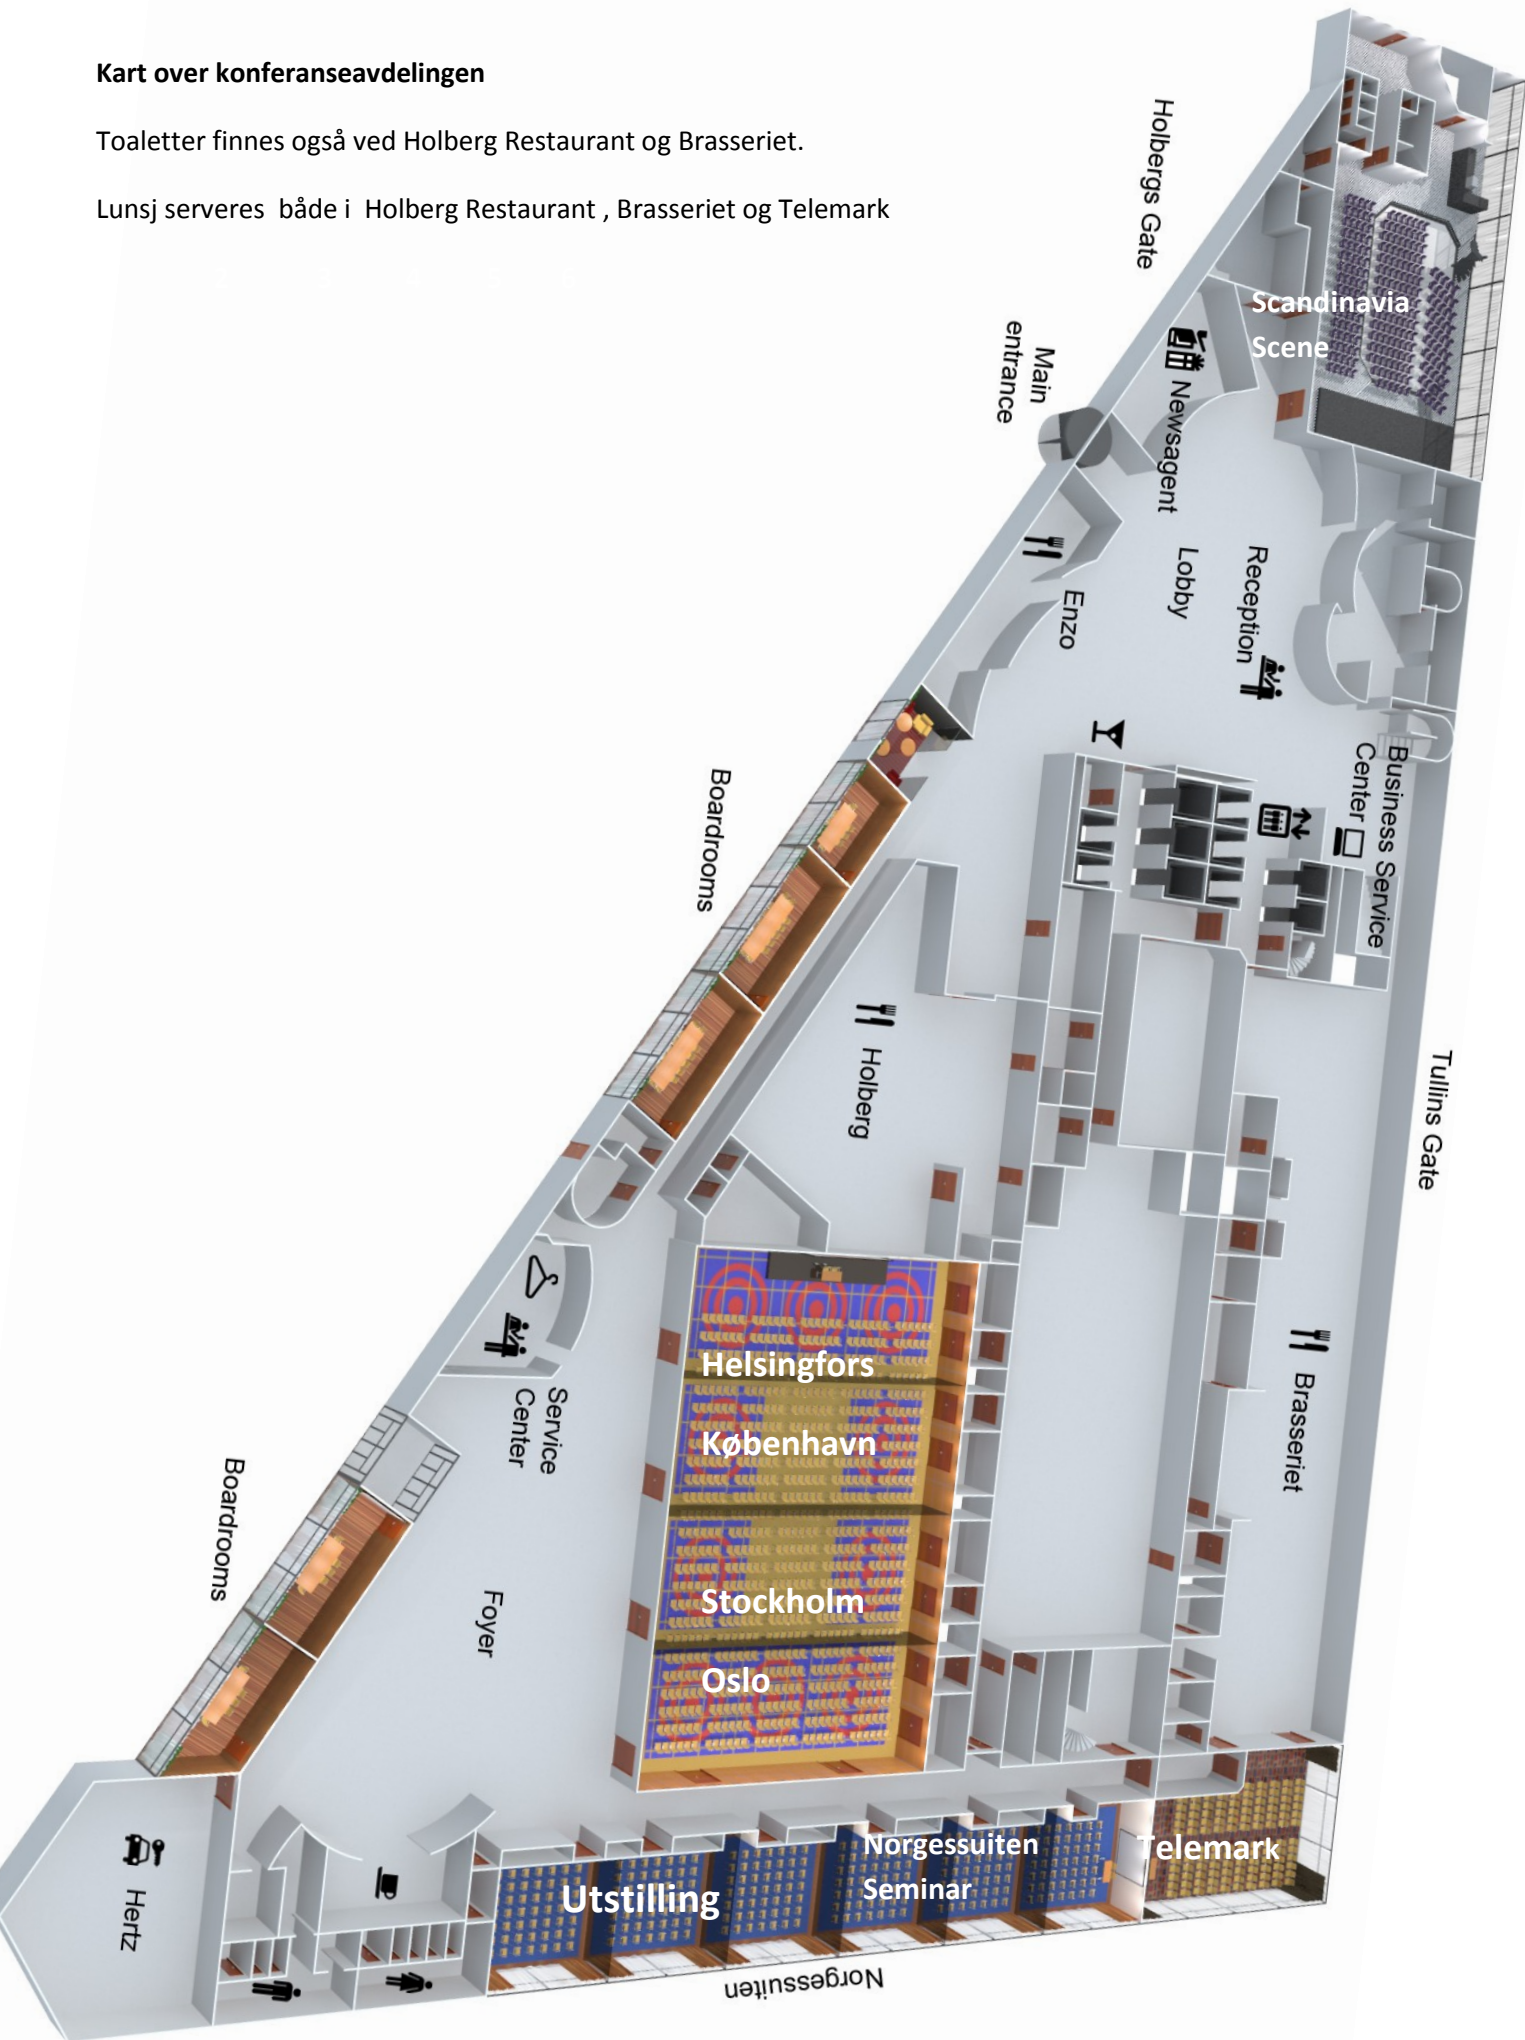 Kart over konferanseavdelingen
Toaletter finnes også ved Holberg Restaurant og Brasseriet.
Lunsj serveres både i Holberg Restaurant , Brasseriet og Telemark
Holbergs Gate
Scandinavia
Scene
Main
entrance
Newsagent
Lobby
Reception
Enzo
Business Service
Center
Boardrooms
Tullins Gate
Holberg
Helsingfors
København
Stockholm
Oslo
Brasseriet
Service
Center
Boardrooms
Foyer
Norgessuiten
Seminar
Telemark
Utstilling
Hertz
Norgessuiten